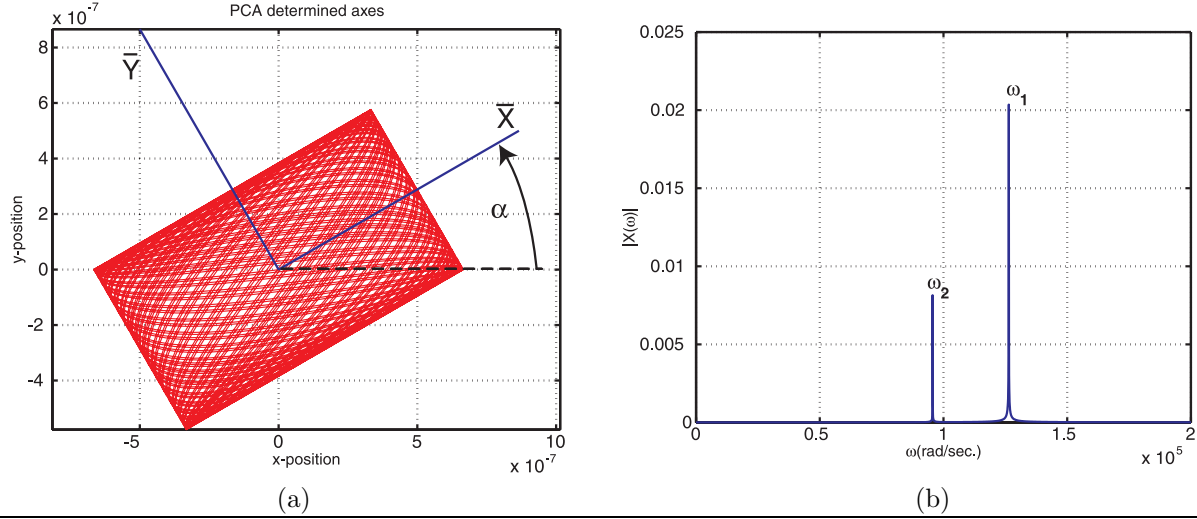 x 10⁻⁷
PCA determined axes
8
6
4
2
0
-2
-4
y-position
Y̅
X̅
α
-5
0
5
10
x-position
x 10⁻⁷
(a)
0.025
0.02
0.015
0.01
0.005
0
|X(ω)|
ω₁
ω₂
0
0.5
1
1.5
2
ω(rad/sec.)
x 10⁵
(b)